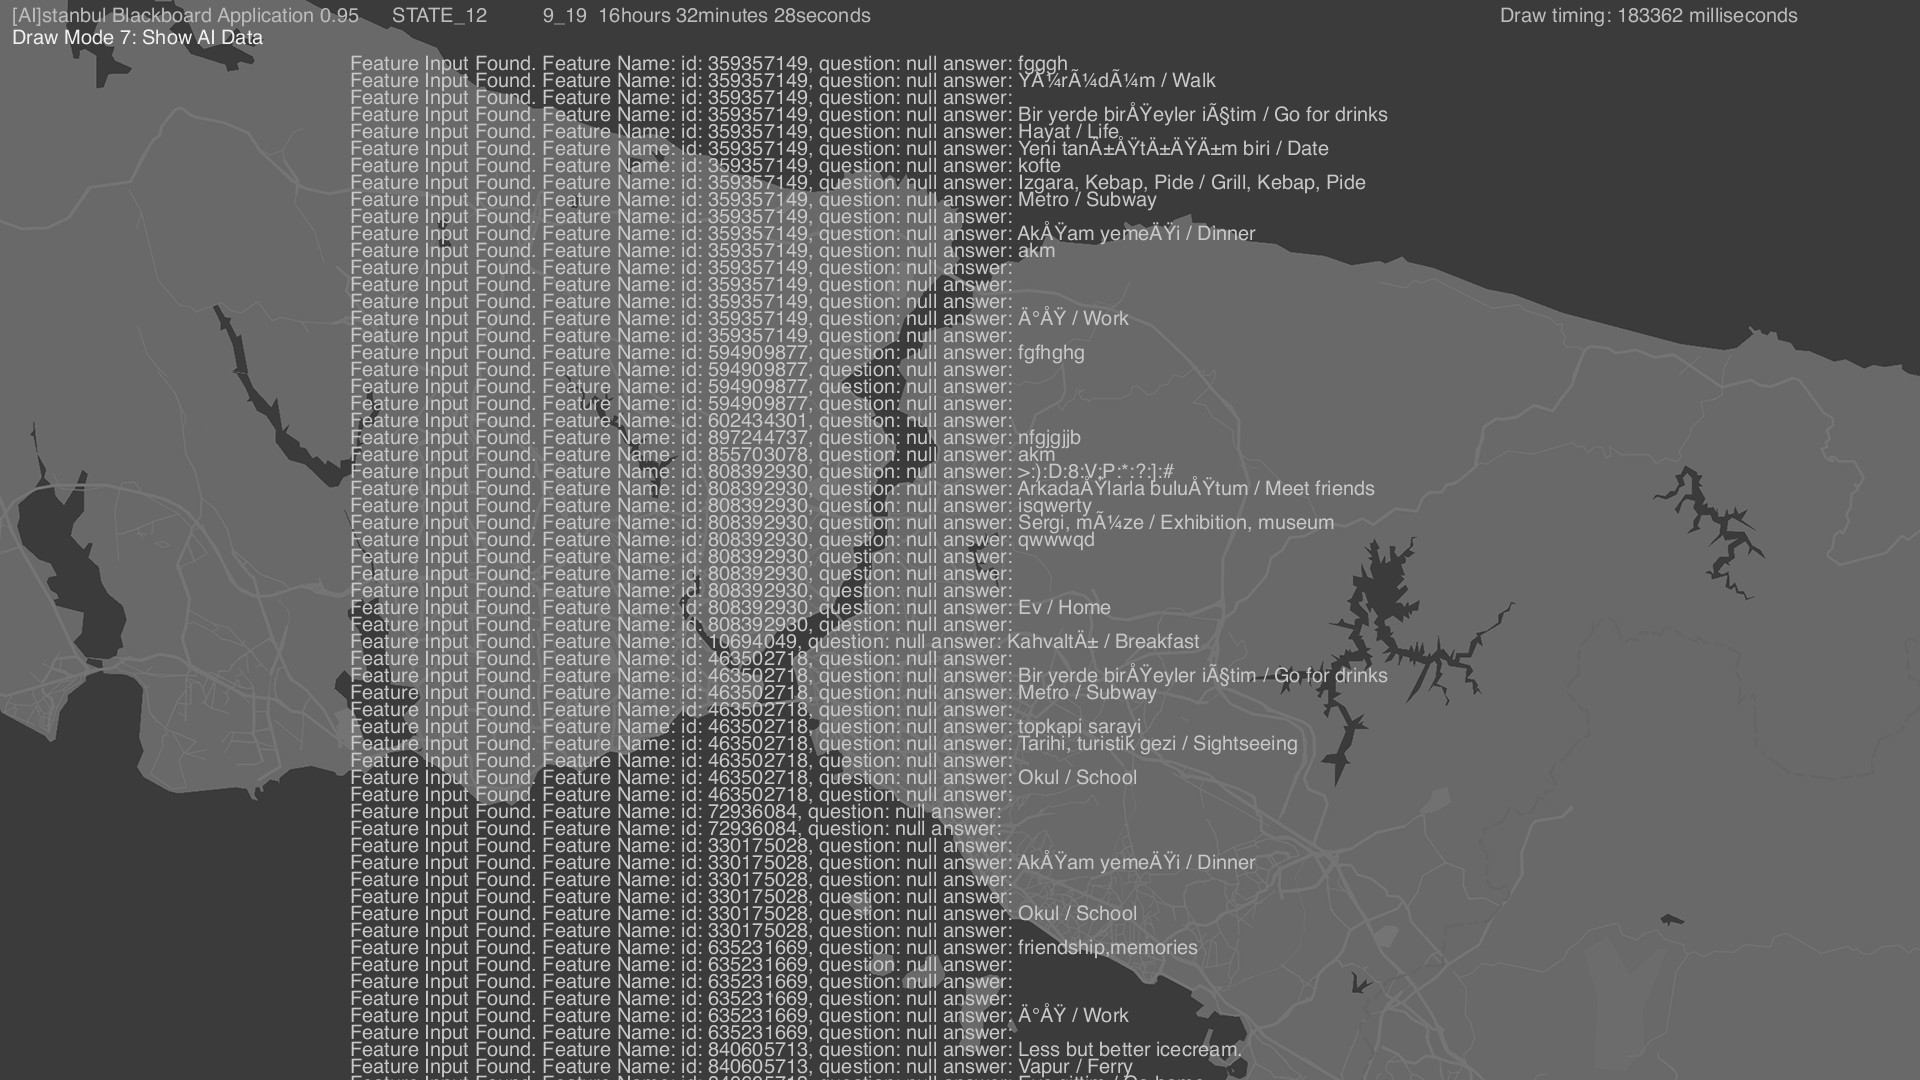 [AI]stanbul Blackboard Application 0.95 STATE_12 9_19 16hours 32minutes 28seconds Draw timing: 183362 milliseconds
Draw Mode 7: Show AI Data
Feature Input Found. Feature Name: id: 359357149, question: null answer: fgggh
Feature Input Found. Feature Name: id: 359357149, question: null answer: YÃ¼rÃ¼dÃ¼m / Walk
Feature Input Found. Feature Name: id: 359357149, question: null answer:
Feature Input Found. Feature Name: id: 359357149, question: null answer: Bir yerde birÅŸeyler iÃ§tim / Go for drinks
Feature Input Found. Feature Name: id: 359357149, question: null answer: Hayat / Life
Feature Input Found. Feature Name: id: 359357149, question: null answer: Yeni tanÄ±ÅŸtÄ±ÄŸÄ±m biri / Date
Feature Input Found. Feature Name: id: 359357149, question: null answer: kofte
Feature Input Found. Feature Name: id: 359357149, question: null answer: Izgara, Kebap, Pide / Grill, Kebap, Pide
Feature Input Found. Feature Name: id: 359357149, question: null answer: Metro / Subway
Feature Input Found. Feature Name: id: 359357149, question: null answer:
Feature Input Found. Feature Name: id: 359357149, question: null answer: AkÅŸam yemeÄŸi / Dinner
Feature Input Found. Feature Name: id: 359357149, question: null answer: akm
Feature Input Found. Feature Name: id: 359357149, question: null answer:
Feature Input Found. Feature Name: id: 359357149, question: null answer:
Feature Input Found. Feature Name: id: 359357149, question: null answer:
Feature Input Found. Feature Name: id: 359357149, question: null answer: Ä°ÅŸ / Work
Feature Input Found. Feature Name: id: 359357149, question: null answer:
Feature Input Found. Feature Name: id: 594909877, question: null answer: fgfhghg
Feature Input Found. Feature Name: id: 594909877, question: null answer:
Feature Input Found. Feature Name: id: 594909877, question: null answer:
Feature Input Found. Feature Name: id: 594909877, question: null answer:
Feature Input Found. Feature Name: id: 602434301, question: null answer:
Feature Input Found. Feature Name: id: 897244737, question: null answer: nfgjgjjb
Feature Input Found. Feature Name: id: 855703078, question: null answer: akm
Feature Input Found. Feature Name: id: 808392930, question: null answer: >:):D:8:V:P:*:?:]:#
Feature Input Found. Feature Name: id: 808392930, question: null answer: ArkadaÅŸlarla buluÅŸtum / Meet friends
Feature Input Found. Feature Name: id: 808392930, question: null answer: isqwerty
Feature Input Found. Feature Name: id: 808392930, question: null answer: Sergi, mÃ¼ze / Exhibition, museum
Feature Input Found. Feature Name: id: 808392930, question: null answer: qwwwqd
Feature Input Found. Feature Name: id: 808392930, question: null answer:
Feature Input Found. Feature Name: id: 808392930, question: null answer:
Feature Input Found. Feature Name: id: 808392930, question: null answer:
Feature Input Found. Feature Name: id: 808392930, question: null answer: Ev / Home
Feature Input Found. Feature Name: id: 808392930, question: null answer:
Feature Input Found. Feature Name: id: 10694049, question: null answer: KahvaltÄ± / Breakfast
Feature Input Found. Feature Name: id: 463502718, question: null answer:
Feature Input Found. Feature Name: id: 463502718, question: null answer: Bir yerde birÅŸeyler iÃ§tim / Go for drinks
Feature Input Found. Feature Name: id: 463502718, question: null answer: Metro / Subway
Feature Input Found. Feature Name: id: 463502718, question: null answer:
Feature Input Found. Feature Name: id: 463502718, question: null answer: topkapi sarayi
Feature Input Found. Feature Name: id: 463502718, question: null answer: Tarihi, turistik gezi / Sightseeing
Feature Input Found. Feature Name: id: 463502718, question: null answer:
Feature Input Found. Feature Name: id: 463502718, question: null answer: Okul / School
Feature Input Found. Feature Name: id: 463502718, question: null answer:
Feature Input Found. Feature Name: id: 72936084, question: null answer:
Feature Input Found. Feature Name: id: 72936084, question: null answer:
Feature Input Found. Feature Name: id: 330175028, question: null answer:
Feature Input Found. Feature Name: id: 330175028, question: null answer: AkÅŸam yemeÄŸi / Dinner
Feature Input Found. Feature Name: id: 330175028, question: null answer:
Feature Input Found. Feature Name: id: 330175028, question: null answer:
Feature Input Found. Feature Name: id: 330175028, question: null answer: Okul / School
Feature Input Found. Feature Name: id: 330175028, question: null answer:
Feature Input Found. Feature Name: id: 635231669, question: null answer: friendship,memories
Feature Input Found. Feature Name: id: 635231669, question: null answer:
Feature Input Found. Feature Name: id: 635231669, question: null answer:
Feature Input Found. Feature Name: id: 635231669, question: null answer:
Feature Input Found. Feature Name: id: 635231669, question: null answer: Ä°ÅŸ / Work
Feature Input Found. Feature Name: id: 635231669, question: null answer:
Feature Input Found. Feature Name: id: 840605713, question: null answer: Less but better icecream.
Feature Input Found. Feature Name: id: 840605713, question: null answer: Vapur / Ferry